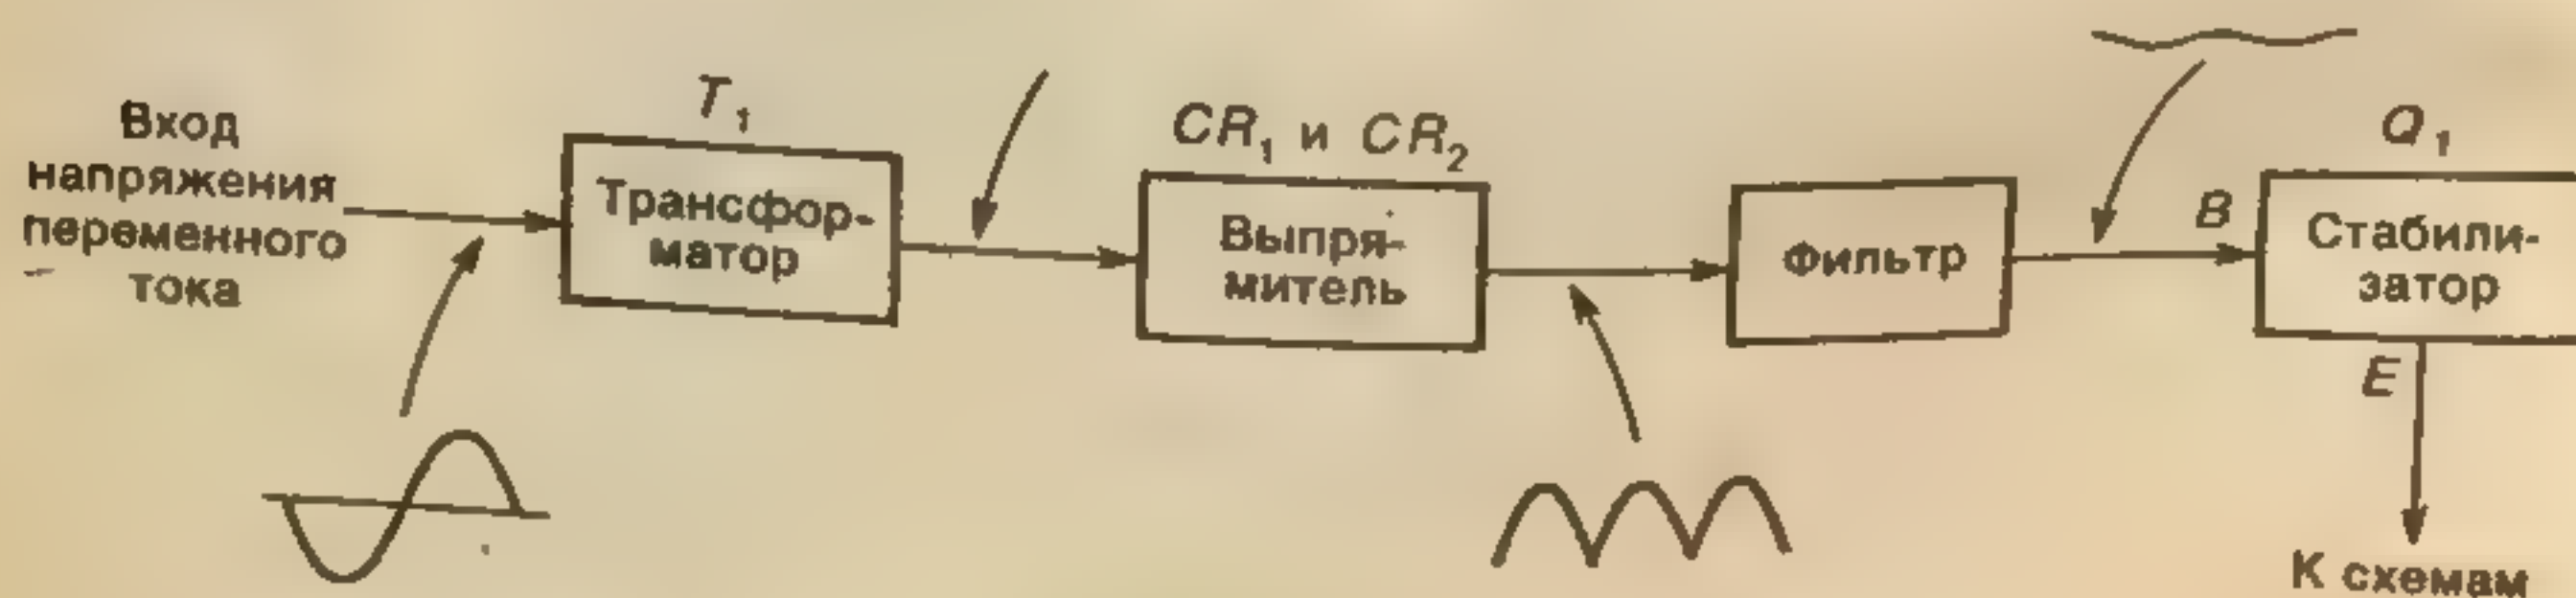 Вход
напряжения
переменного
тока
T₁
Трансфор-
матор
CR₁ и CR₂
Выпря-
митель
Фильтр
B
Q₁
Стабили-
затор
E
К схемам